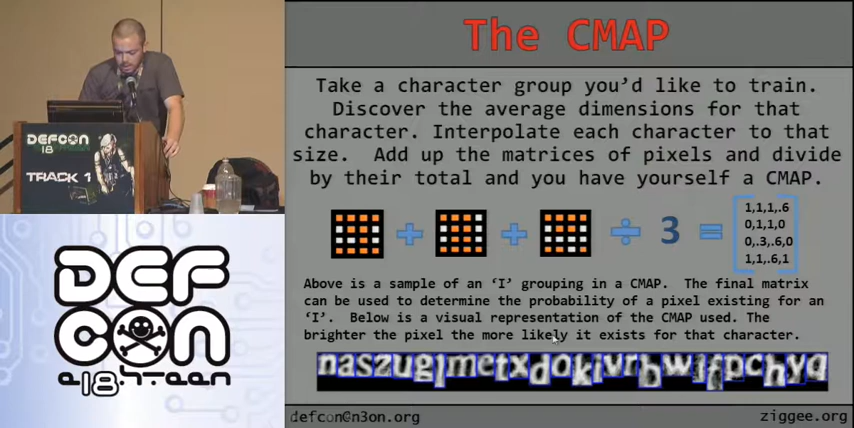 The CMAP
Take a character group you'd like to train.
Discover the average dimensions for that
character. Interpolate each character to that
size.  Add up the matrices of pixels and divide
by their total and you have yourself a CMAP.
+ + ÷ 3 =
1,1,1,.6
0,1,1,0
0,.3,.6,0
1,1,.6,1
Above is a sample of an 'I' grouping in a CMAP.  The final matrix
can be used to determine the probability of a pixel existing for an
'I'.  Below is a visual representation of the CMAP used. The
brighter the pixel the more likely it exists for that character.
naszuglmetxdokivrbwjfpchyq
defcon@n3on.org
ziggee.org
DEFCON
18
TRACK 1
DEF
CON
e18hteen